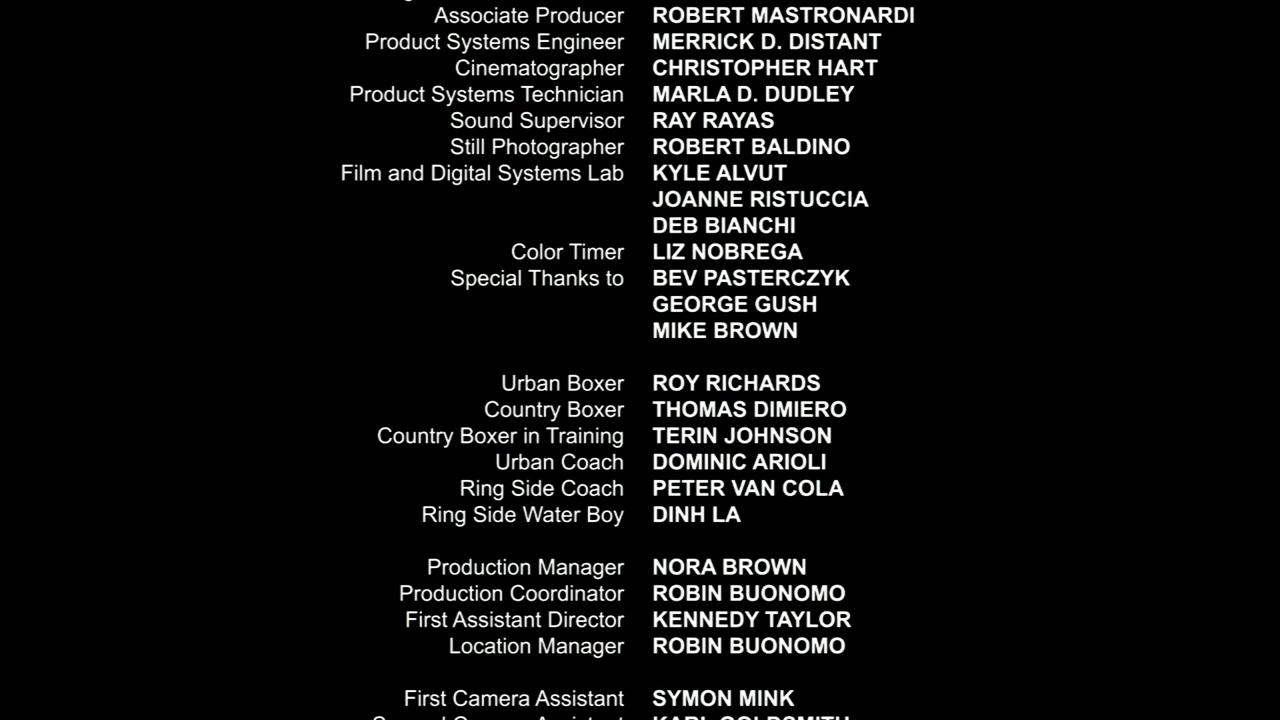 Associate Producer ROBERT MASTRONARDI
Product Systems Engineer MERRICK D. DISTANT
Cinematographer CHRISTOPHER HART
Product Systems Technician MARLA D. DUDLEY
Sound Supervisor RAY RAYAS
Still Photographer ROBERT BALDINO
Film and Digital Systems Lab KYLE ALVUT
JOANNE RISTUCCIA
DEB BIANCHI
Color Timer LIZ NOBREGA
Special Thanks to BEV PASTERCZYK
GEORGE GUSH
MIKE BROWN
Urban Boxer ROY RICHARDS
Country Boxer THOMAS DIMIERO
Country Boxer in Training TERIN JOHNSON
Urban Coach DOMINIC ARIOLI
Ring Side Coach PETER VAN COLA
Ring Side Water Boy DINH LA
Production Manager NORA BROWN
Production Coordinator ROBIN BUONOMO
First Assistant Director KENNEDY TAYLOR
Location Manager ROBIN BUONOMO
First Camera Assistant SYMON MINK
Second Camera Assistant KARL GOLDSMITH